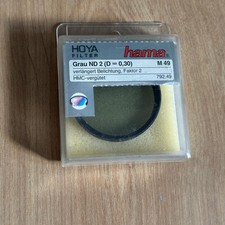 HOYA
FILTER
hama
Grau ND 2 (D = 0,30) M 49
verlängert Belichtung, Faktor 2
HMC-vergütet 792.49